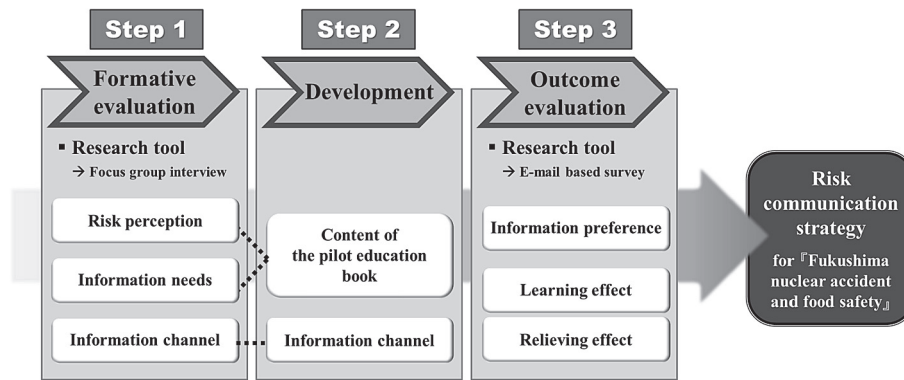 Step 1
Formative
evaluation
▪ Research tool
→ Focus group interview
Risk perception
Information needs
Information channel
Step 2
Development
Content of
the pilot education
book
Information channel
Step 3
Outcome
evaluation
▪ Research tool
→ E-mail based survey
Information preference
Learning effect
Relieving effect
Risk
communication
strategy
for『Fukushima
nuclear accident
and food safety』